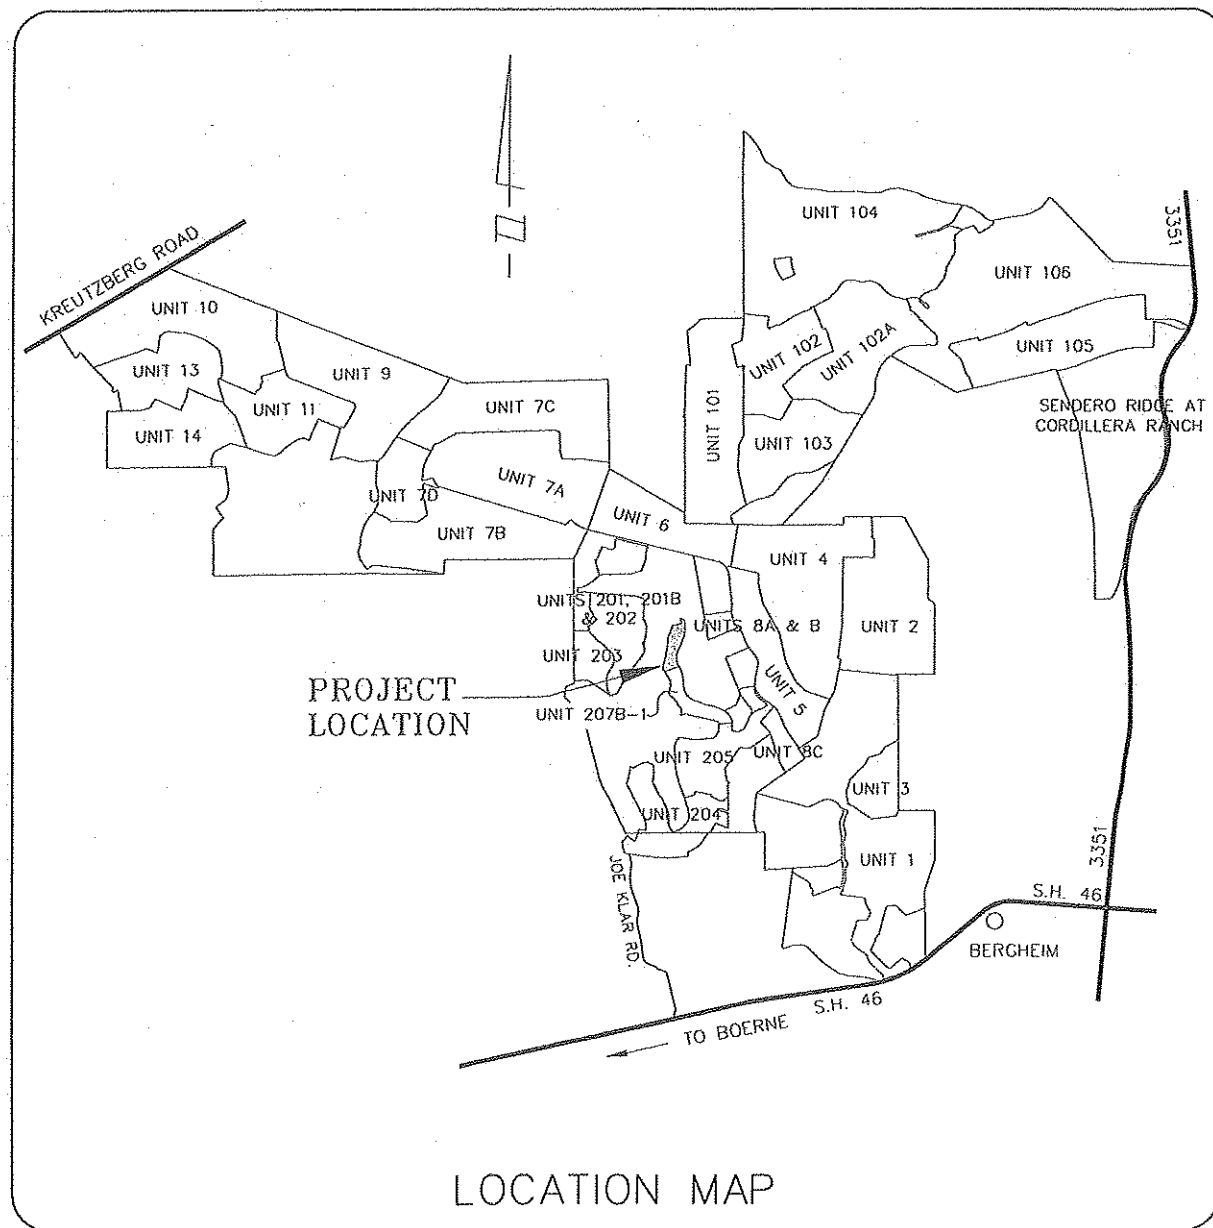 UNIT 104
3351
KREUTZBERG ROAD
UNIT 106
UNIT 10
UNIT 102
UNIT 102A
UNIT 105
UNIT 13
UNIT 9
UNIT 101
UNIT 7C
UNIT 11
SENDERO RIDGE AT
CORDILLERA RANCH
UNIT 14
UNIT 103
UNIT 7A
UNIT 7D
UNIT 6
UNIT 7B
UNIT 4
UNITS 201, 201B
& 202
UNITS 8A & B
UNIT 2
UNIT 203
PROJECT
LOCATION
UNIT 5
UNIT 207B-1
UNIT 205
UNIT 8C
UNIT 3
UNIT 204
3351
UNIT 1
JOE KLAR RD.
S.H. 46
BERGHEIM
S.H. 46
TO BOERNE
LOCATION MAP
N